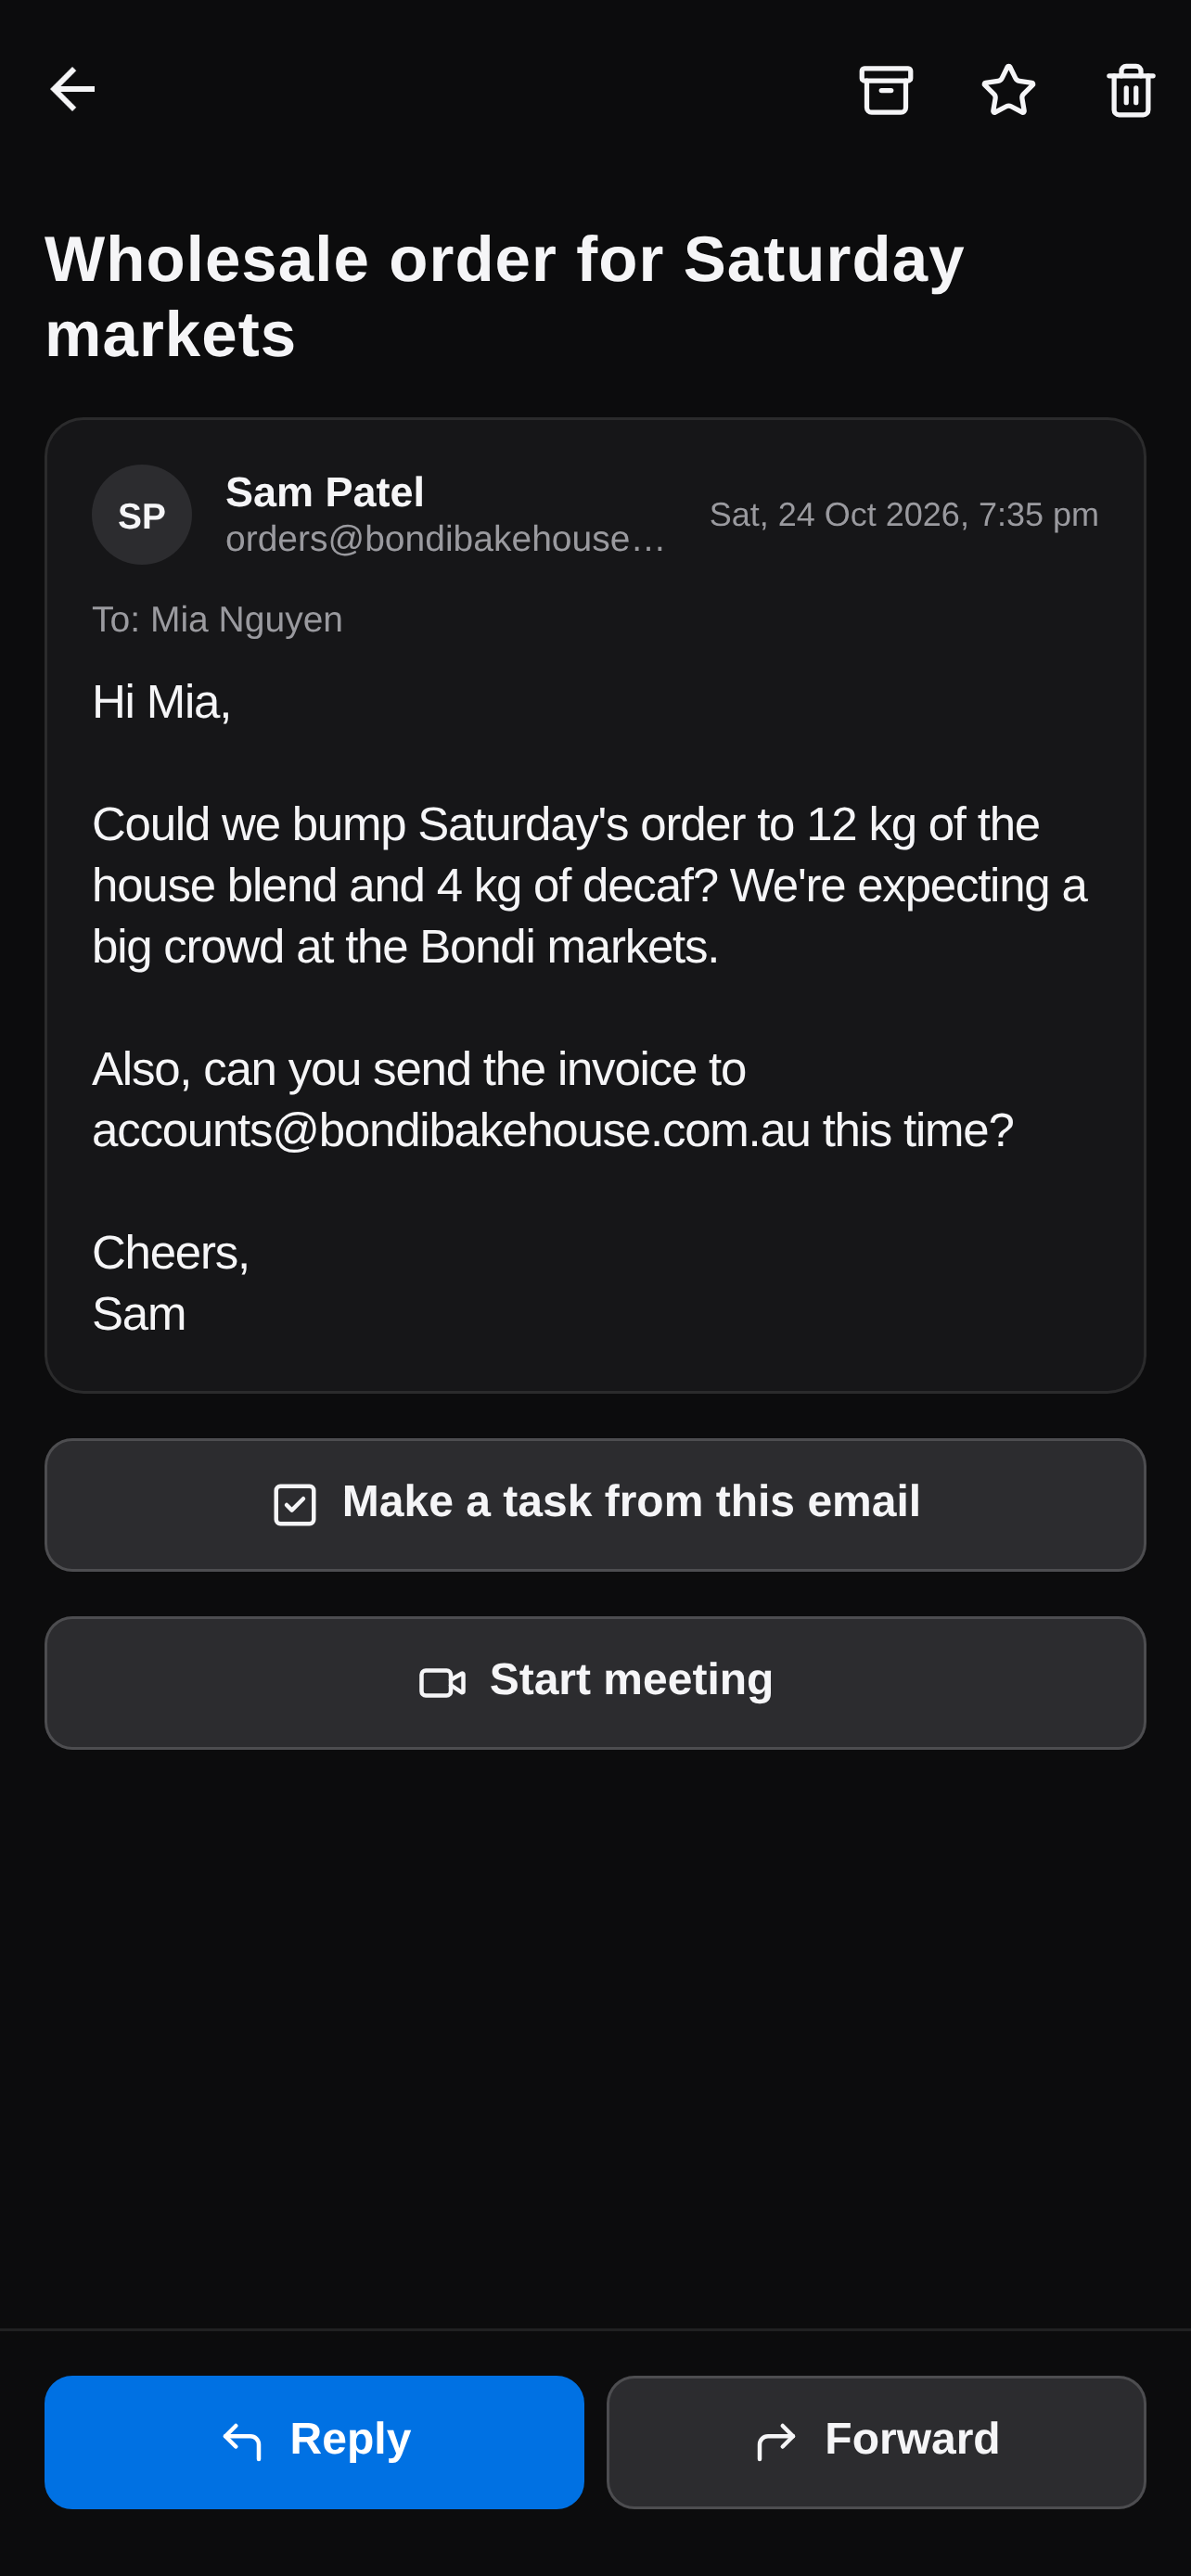 Wholesale order for Saturday
markets
SP
Sam Patel
orders@bondibakehouse…
Sat, 24 Oct 2026, 7:35 pm
To: Mia Nguyen
Hi Mia,
Could we bump Saturday's order to 12 kg of the
house blend and 4 kg of decaf? We're expecting a
big crowd at the Bondi markets.
Also, can you send the invoice to
accounts@bondibakehouse.com.au this time?
Cheers,
Sam
Make a task from this email
Start meeting
Reply
Forward